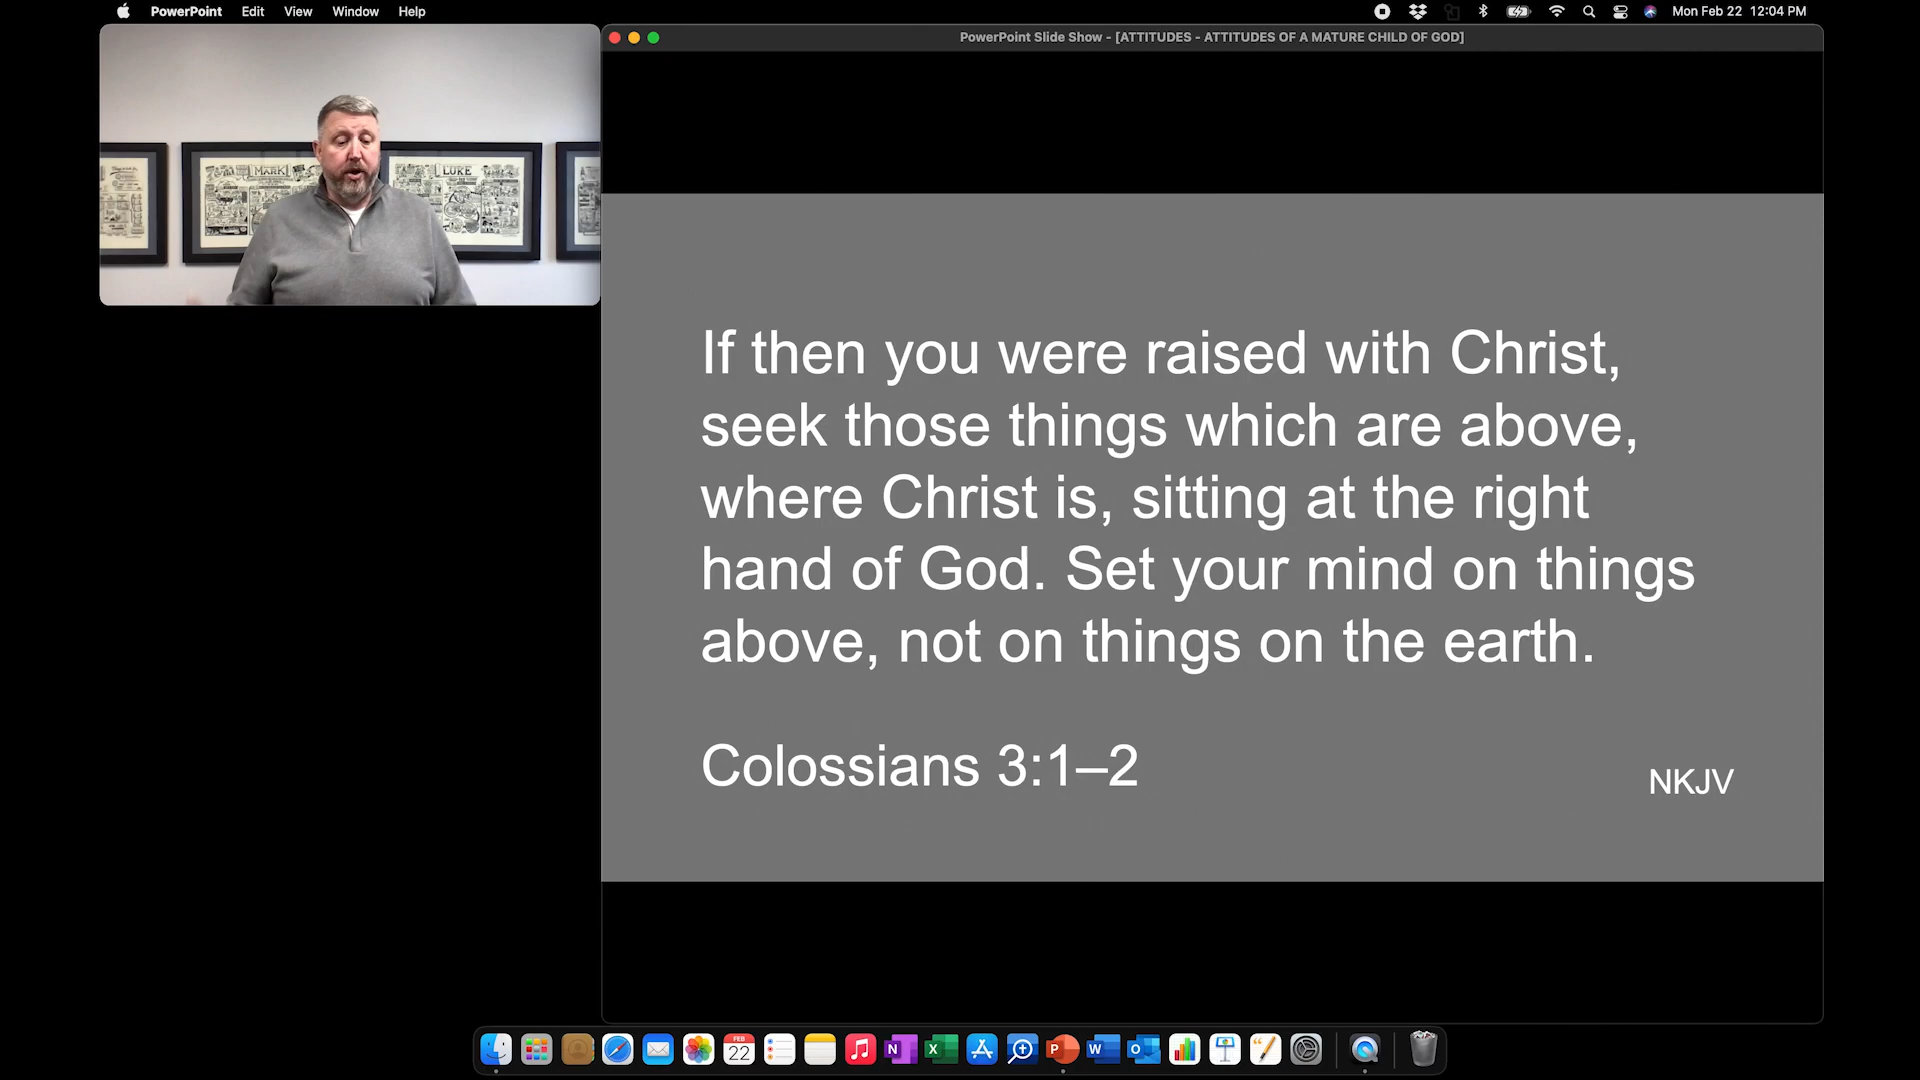 PowerPoint Edit View Window Help
Mon Feb 22 12:04 PM
PowerPoint Slide Show - [ATTITUDES - ATTITUDES OF A MATURE CHILD OF GOD]
MARK
LUKE
If then you were raised with Christ,
seek those things which are above,
where Christ is, sitting at the right
hand of God. Set your mind on things
above, not on things on the earth.
Colossians 3:1–2
NKJV
FEB
22
N
X
P
W
O